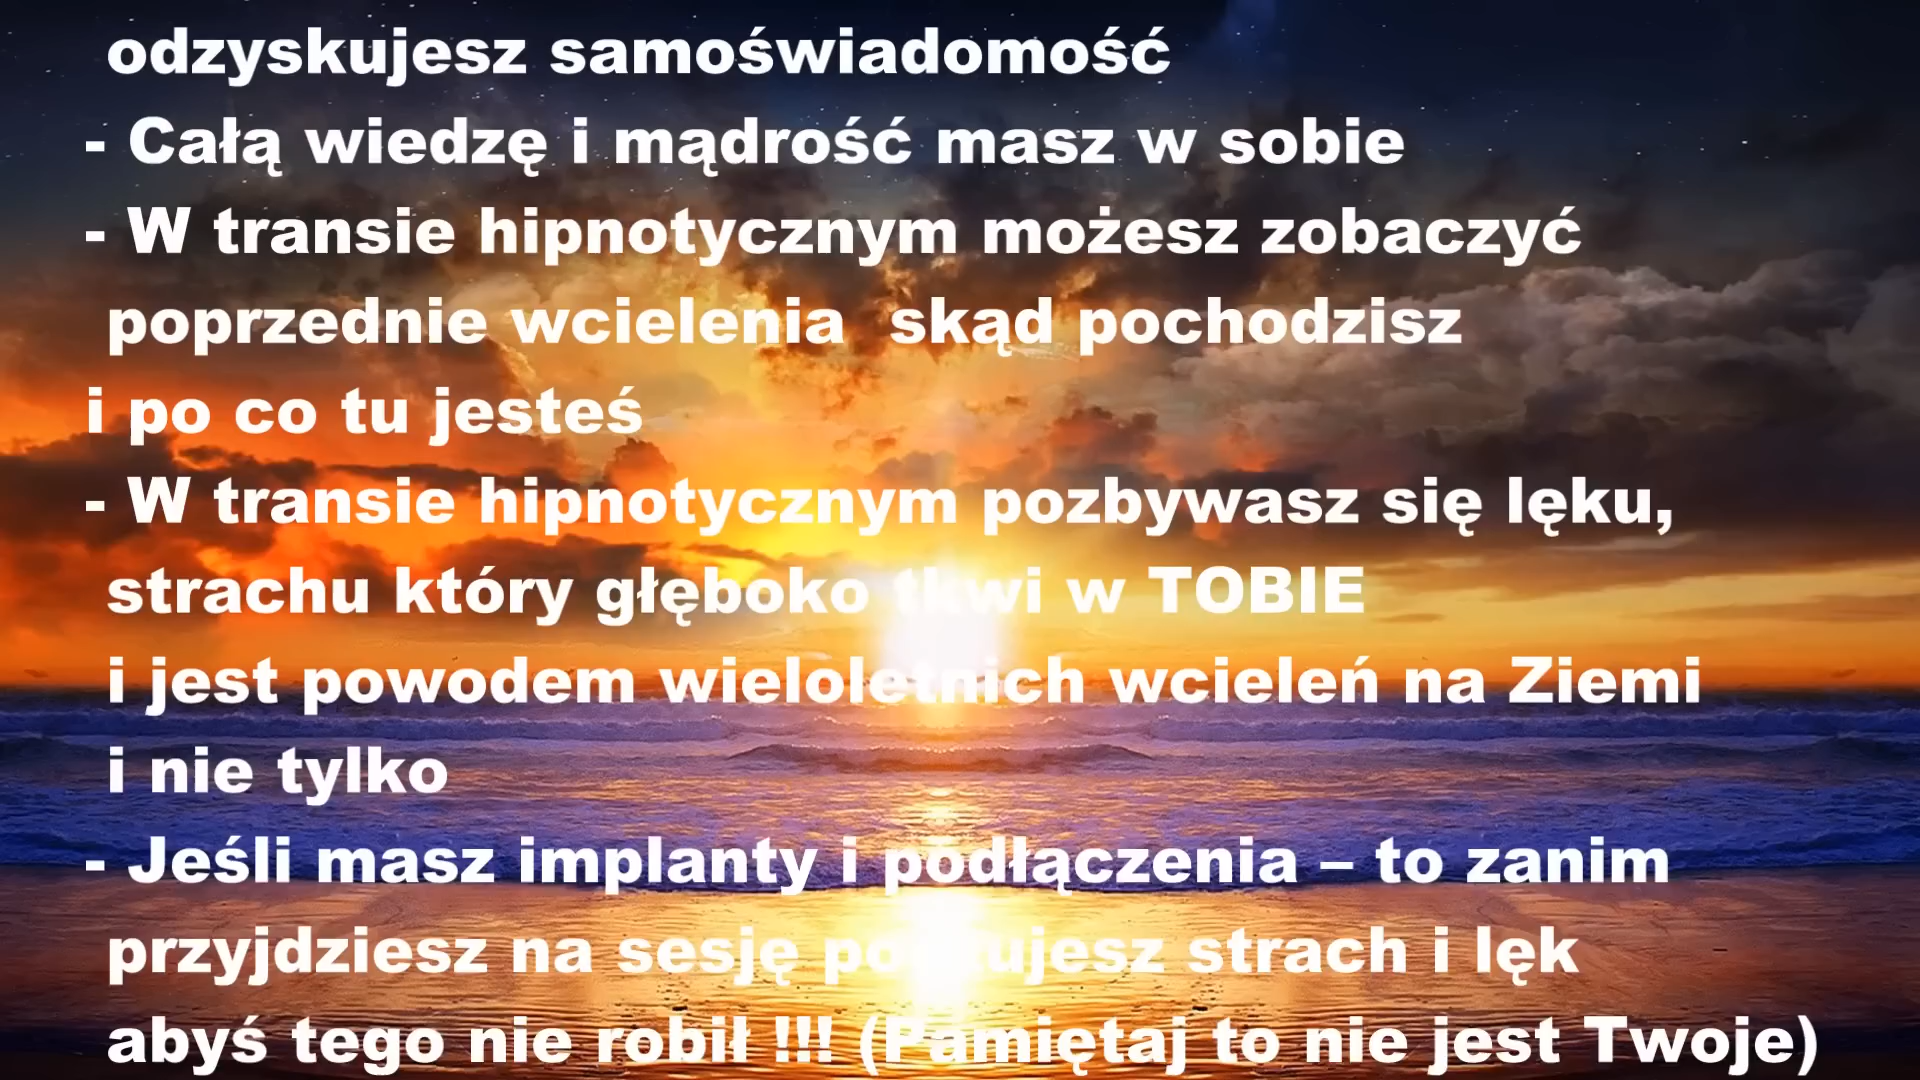 odzyskujesz samoświadomość
- Całą wiedzę i mądrość masz w sobie
- W transie hipnotycznym możesz zobaczyć
poprzednie wcielenia skąd pochodzisz
i po co tu jesteś
- W transie hipnotycznym pozbywasz się lęku,
strachu który głęboko tkwi w TOBIE
i jest powodem wieloletnich wcieleń na Ziemi
i nie tylko
- Jeśli masz implanty i podłączenia – to zanim
przyjdziesz na sesję poczujesz strach i lęk
abyś tego nie robił !!! (Pamiętaj to nie jest Twoje)